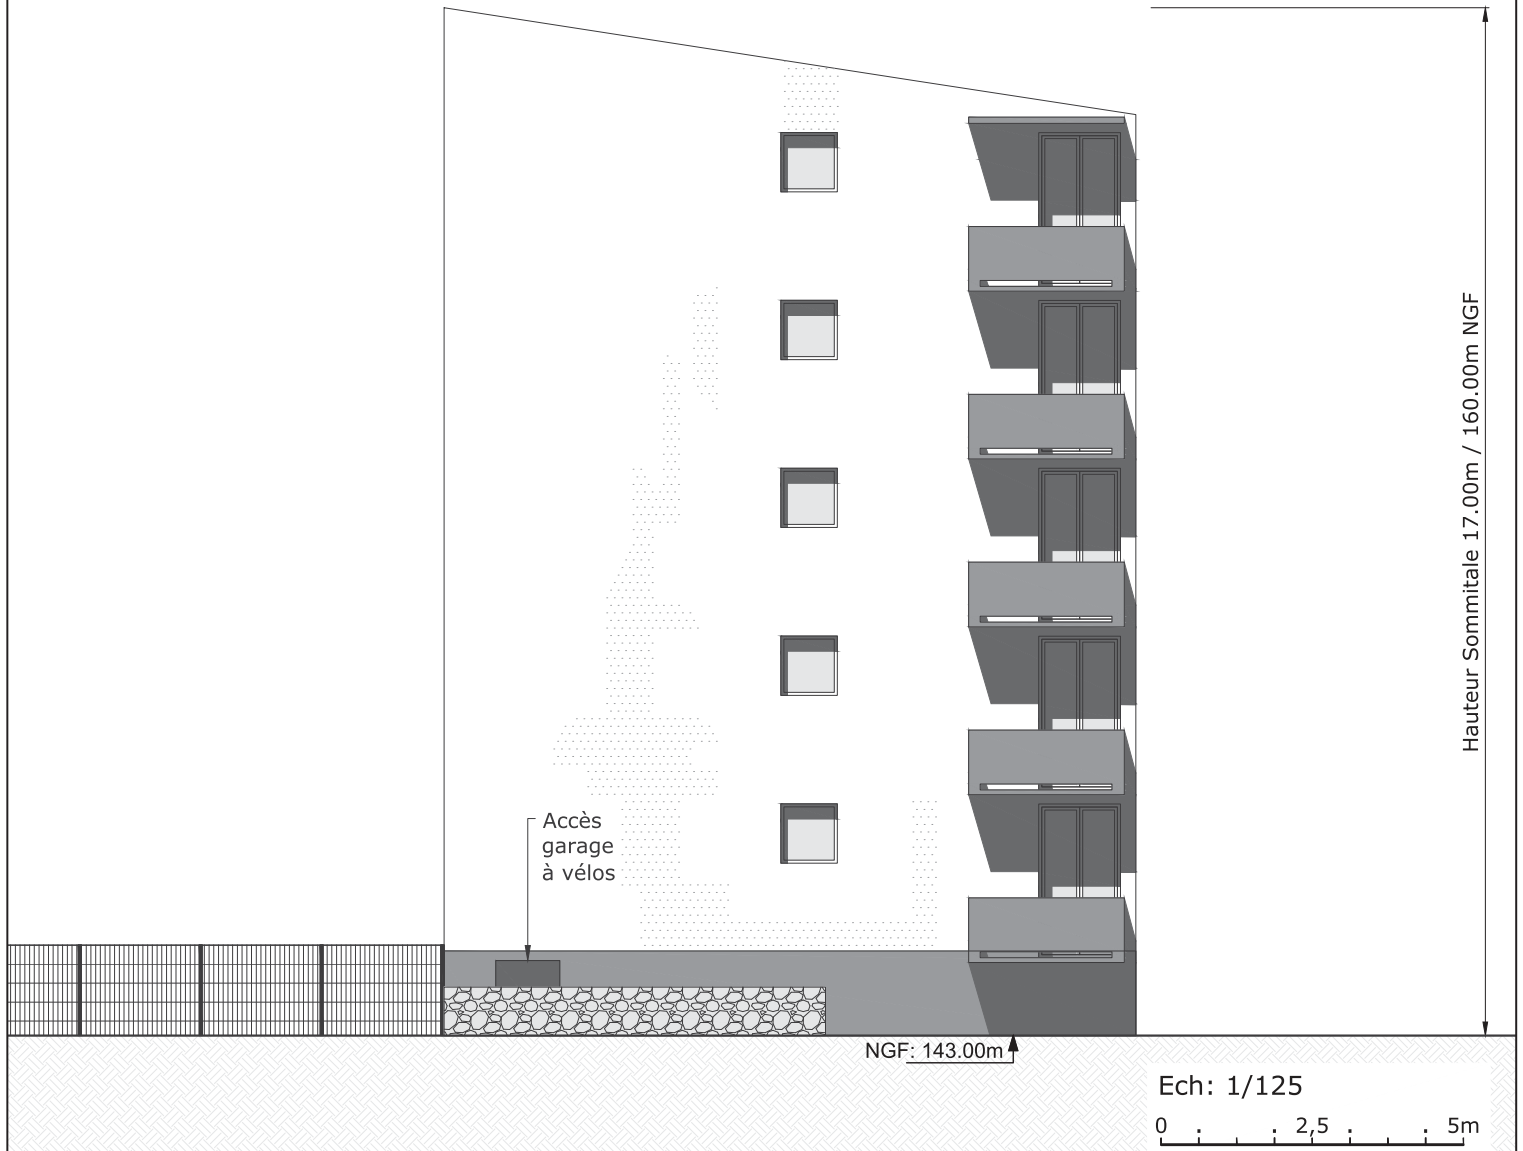 Hauteur Sommitale 17.00m / 160.00m NGF
Accès
garage
à vélos
NGF: 143.00m
Ech: 1/125
0 . . . 2,5 . . . 5m